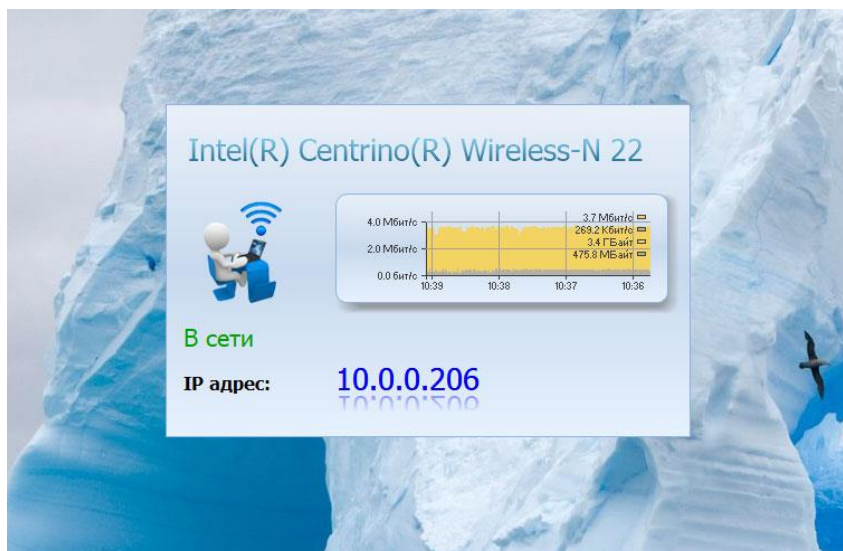 Intel(R) Centrino(R) Wireless-N 22
4.0 Мбит/с
2.0 Мбит/с
0.0 бит/с
3.7 Мбит/с
269.2 Кбит/с
3.4 ГБайт
475.8 МБайт
10:39 10:38 10:37 10:36
В сети
IP адрес: 10.0.0.206